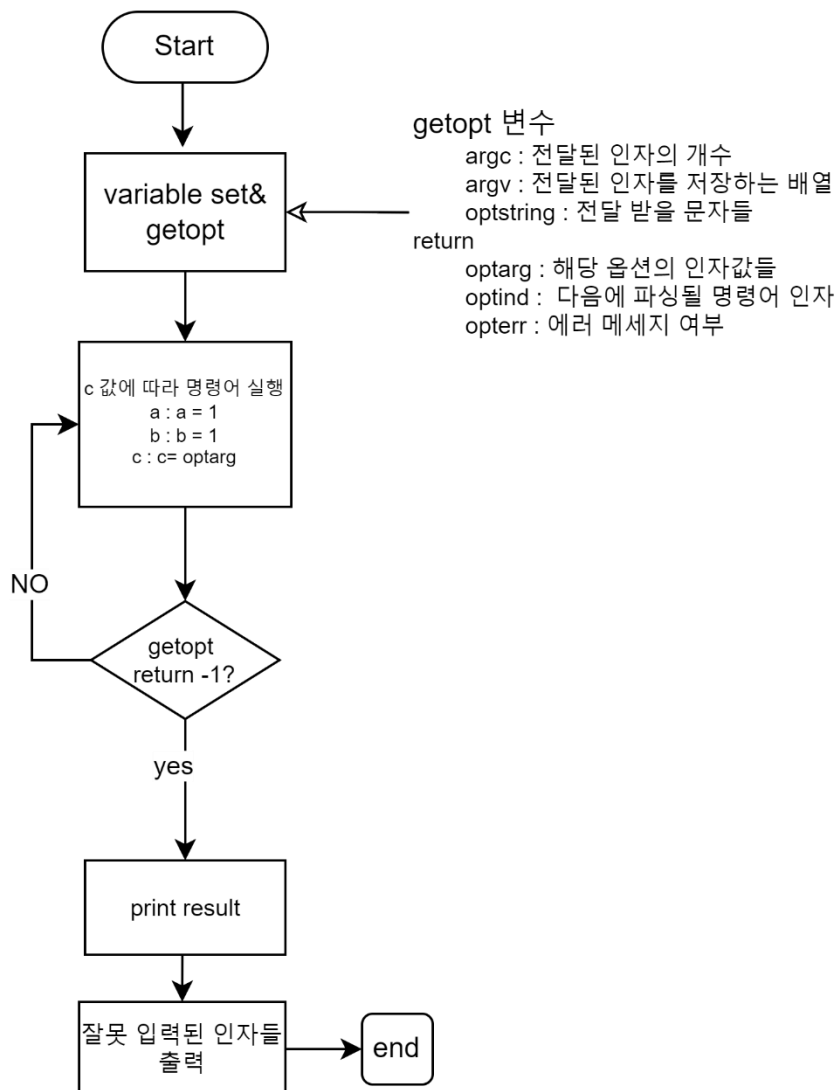 Start
variable set&
getopt
getopt 변수
argc : 전달된 인자의 개수
argv : 전달된 인자를 저장하는 배열
optstring : 전달 받을 문자들
return
optarg : 해당 옵션의 인자값들
optind : 다음에 파싱될 명령어 인자
opterr : 에러 메세지 여부
c 값에 따라 명령어 실행
a : a = 1
b : b = 1
c : c= optarg
NO
getopt
return -1?
yes
print result
잘못 입력된 인자들
출력
end